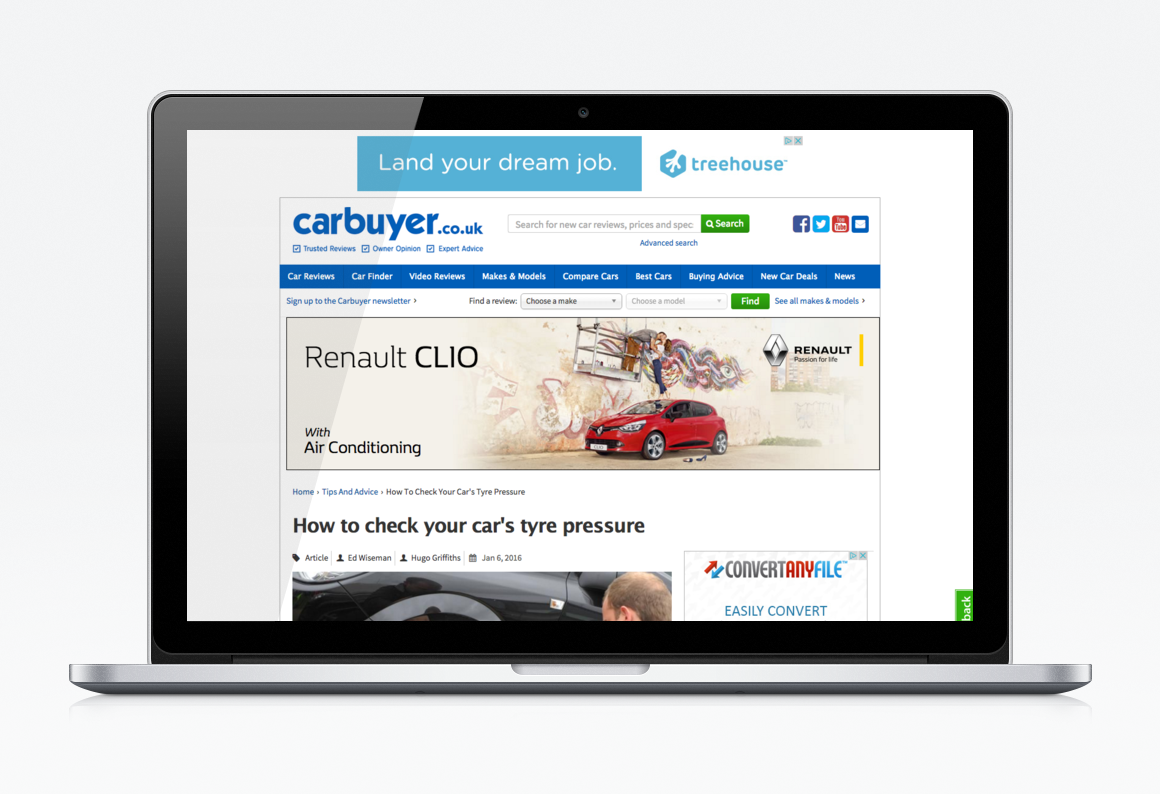 Land your dream job.
treehouse™
carbuyer.co.uk
Trusted Reviews Owner Opinion Expert Advice
Search for new car reviews, prices and spec
Search
You Tube
Advanced search
Car Reviews Car Finder Video Reviews Makes & Models Compare Cars Best Cars Buying Advice New Car Deals News
Sign up to the Carbuyer newsletter ›
Find a review: Choose a make Choose a model Find See all makes & models ›
Renault CLIO
RENAULT
Passion for life
With
Air Conditioning
Home › Tips And Advice › How To Check Your Car's Tyre Pressure
How to check your car's tyre pressure
Article Ed Wiseman Hugo Griffiths Jan 6, 2016
CONVERTANYFILE™
EASILY CONVERT
back